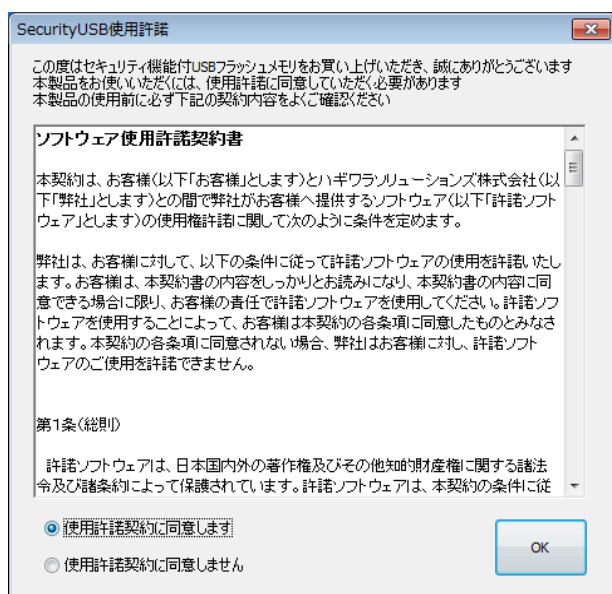 SecurityUSB使用許諾
この度はセキュリティ機能付USBフラッシュメモリをお買い上げいただき、誠にありがとうございます
本製品をお使いいただくには、使用許諾に同意していただく必要があります
本製品の使用前に必ず下記の契約内容をよくご確認ください
ソフトウェア使用許諾契約書
本契約は、お客様(以下「お客様」とします)とハギワラソリューションズ株式会社(以
下「弊社」とします)との間で弊社がお客様へ提供するソフトウェア(以下「許諾ソフト
ウェア」とします)の使用権許諾に関して次のように条件を定めます。
弊社は、お客様に対して、以下の条件に従って許諾ソフトウェアの使用を許諾いたし
ます。お客様は、本契約書の内容をしっかりとお読みになり、本契約書の内容に同
意できる場合に限り、お客様の責任で許諾ソフトウェアを使用してください。許諾ソフ
トウェアを使用することによって、お客様は本契約の各条項に同意したものとみなさ
れます。本契約の各条項に同意されない場合、弊社はお客様に対し、許諾ソフト
ウェアのご使用を許諾できません。
第1条(総則)
許諾ソフトウェアは、日本国内外の著作権及びその他知的財産権に関する諸法
令及び諸条約によって保護されています。許諾ソフトウェアは、本契約の条件に従
使用許諾契約に同意します
使用許諾契約に同意しません
OK